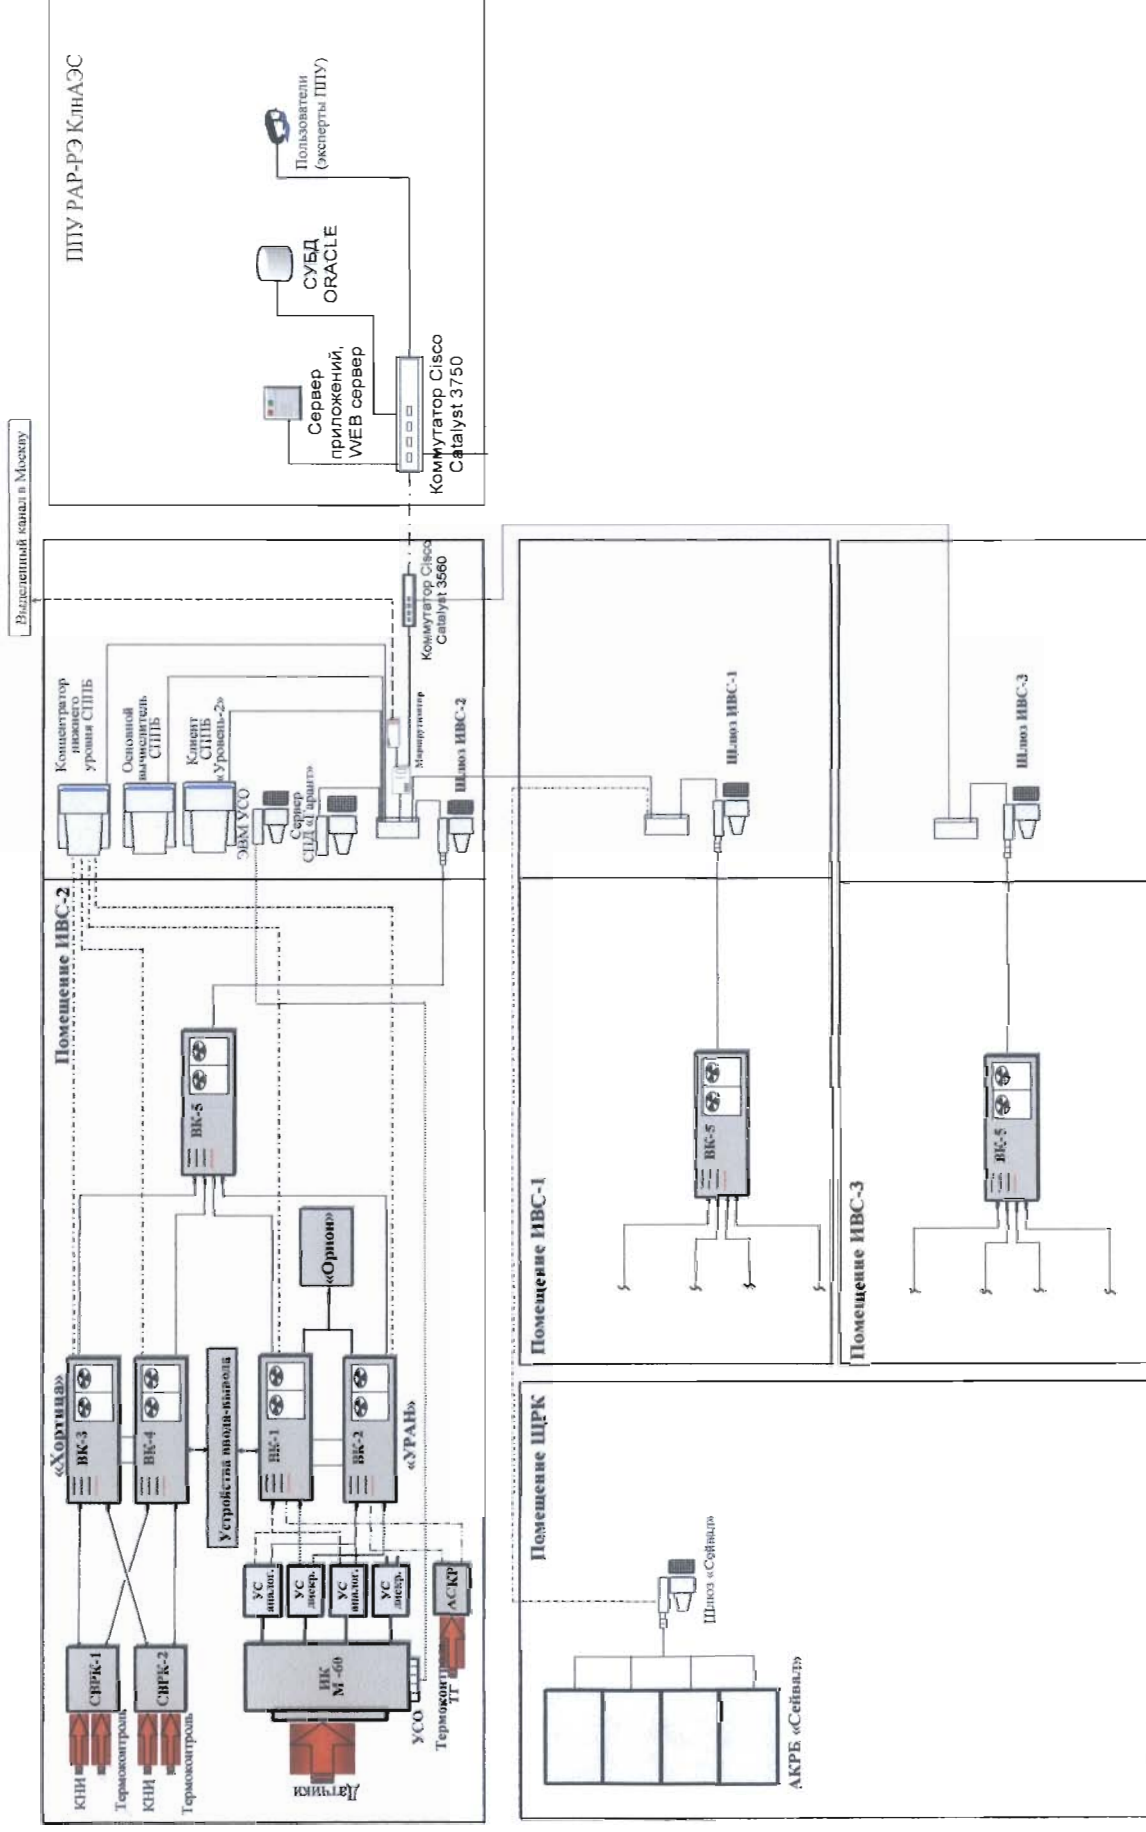 Выделенный канал в Москву
ППУ РАР-РЭ КлнАЭС
Пользователи
(эксперты ППУ)
СУБД
ORACLE
Сервер
приложений,
WEB сервер
Коммутатор Cisco
Catalyst 3750
Помещение ИВС-2
Концентратор
нижнего
уровня СППБ
Основной
вычислитель
СППБ
Клиент
СППБ
«Уровень-2»
ЭВМ УСО
Сервер
СПД «Гарант»
Шлюз ИВС-2
Маршрутизатор
Коммутатор Cisco
Catalyst 3560
«Хортица»
ВК-3
ВК-4
Устройства ввода-вывода
ВК-1
ВК-2
«УРАН»
ВК-5
«Орион»
СВРК-1
СВРК-2
КНИ
Термоконтроль
КНИ
Термоконтроль
Датчики
ИК
М-60
УСО
УС
аналог.
УС
дискр.
УС
аналог.
УС
дискр.
АСКР
Термоконтроль
ТГ
Помещение ИВС-1
ВК-5
Шлюз ИВС-1
Помещение ИВС-3
ВК-5
Шлюз ИВС-3
Помещение ЩРК
Шлюз «Сейвал»
АКРБ «Сейвал»